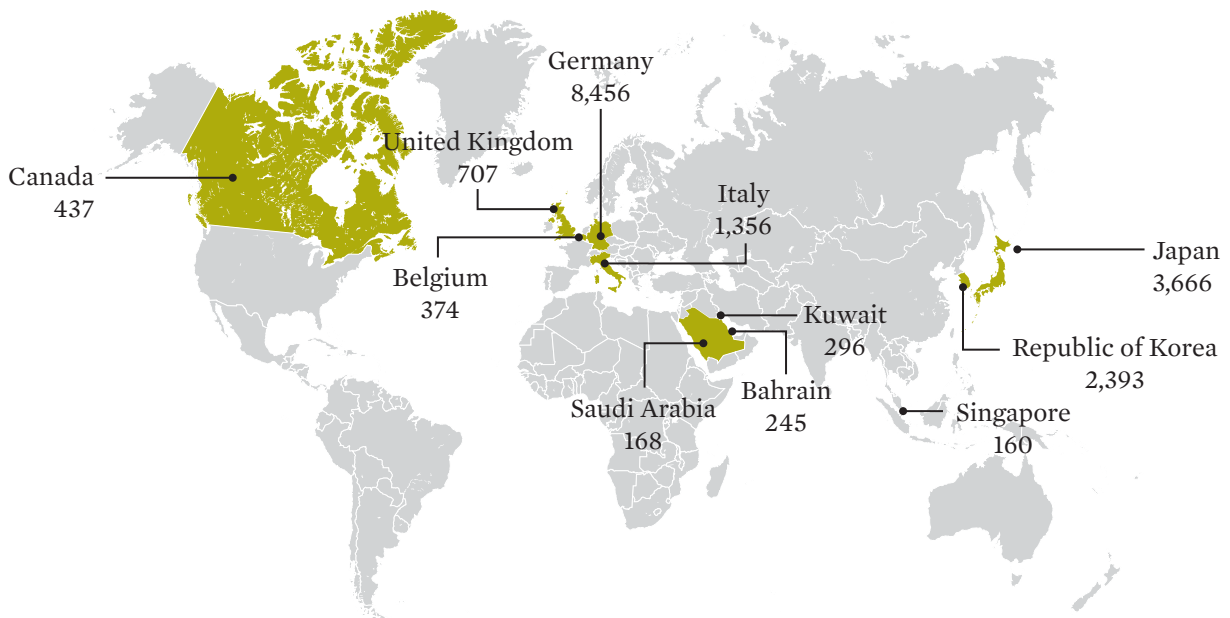 Germany
8,456
United Kingdom
707
Canada
437
Italy
1,356
Japan
3,666
Belgium
374
Kuwait
296
Republic of Korea
2,393
Bahrain
245
Saudi Arabia
168
Singapore
160